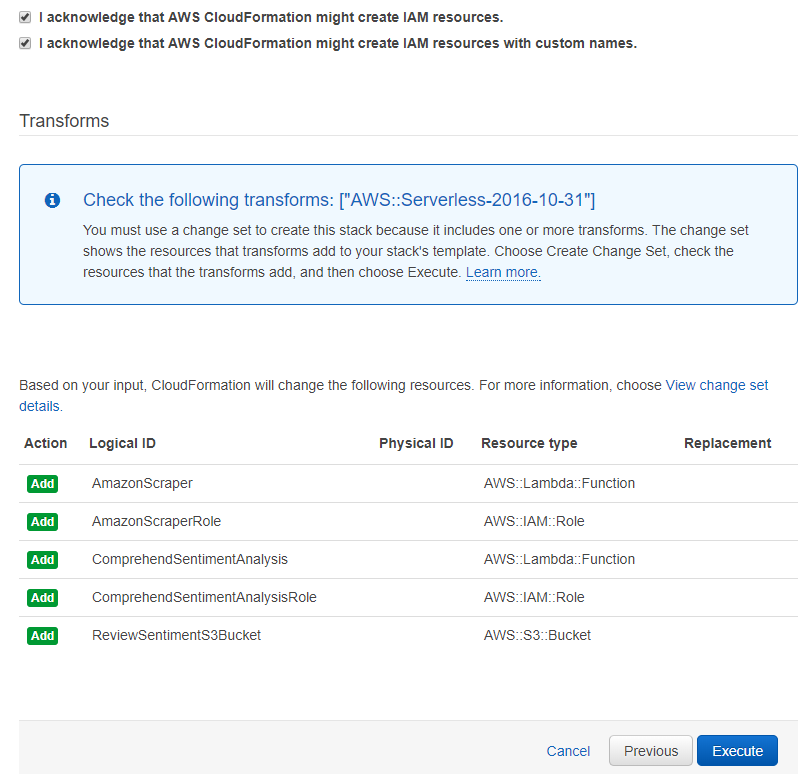 I acknowledge that AWS CloudFormation might create IAM resources.
I acknowledge that AWS CloudFormation might create IAM resources with custom names.
Transforms
Check the following transforms: ["AWS::Serverless-2016-10-31"]
You must use a change set to create this stack because it includes one or more transforms. The change set
shows the resources that transforms add to your stack's template. Choose Create Change Set, check the
resources that the transforms add, and then choose Execute. Learn more.
Based on your input, CloudFormation will change the following resources. For more information, choose View change set
details.
Action Logical ID Physical ID Resource type Replacement
Add AmazonScraper AWS::Lambda::Function
Add AmazonScraperRole AWS::IAM::Role
Add ComprehendSentimentAnalysis AWS::Lambda::Function
Add ComprehendSentimentAnalysisRole AWS::IAM::Role
Add ReviewSentimentS3Bucket AWS::S3::Bucket
Cancel Previous Execute